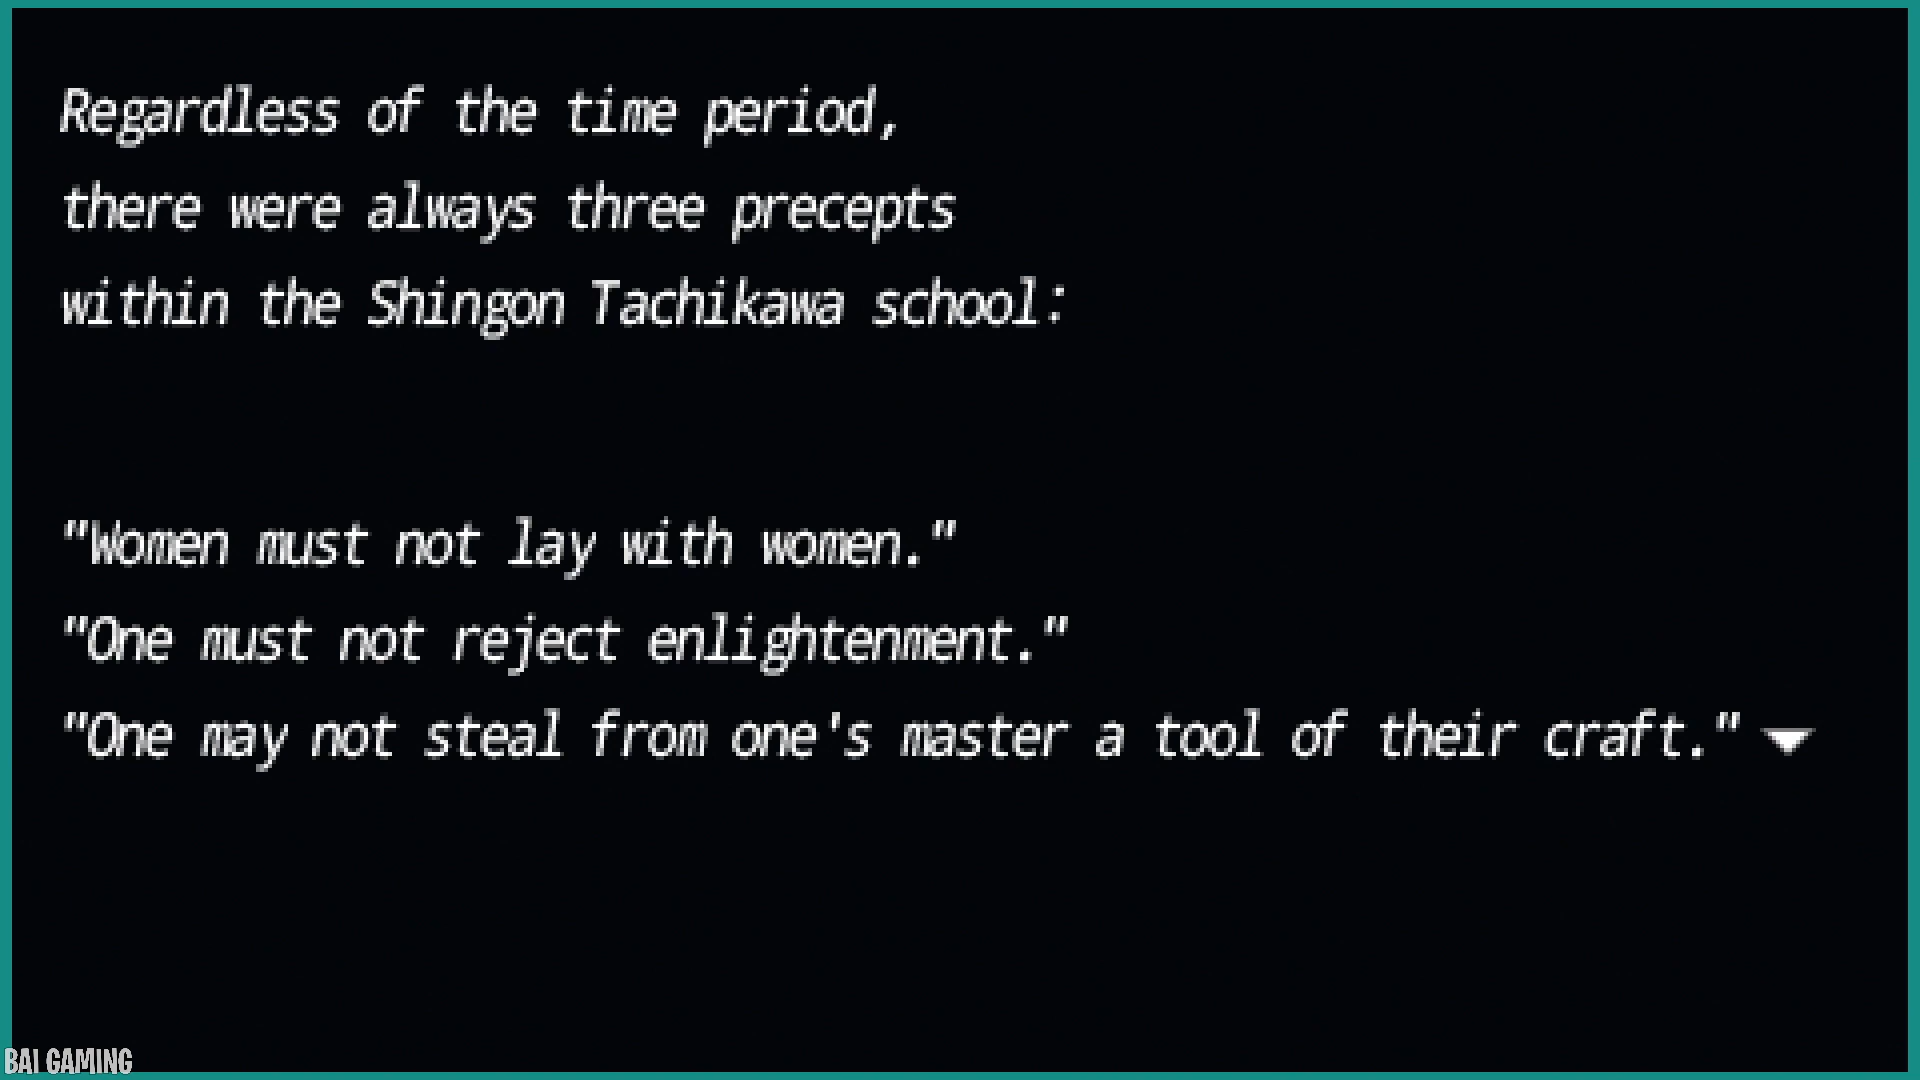 Regardless of the time period,
there were always three precepts
within the Shingon Tachikawa school:
"Women must not lay with women."
"One must not reject enlightenment."
"One may not steal from one's master a tool of their craft."
BAI GAMING